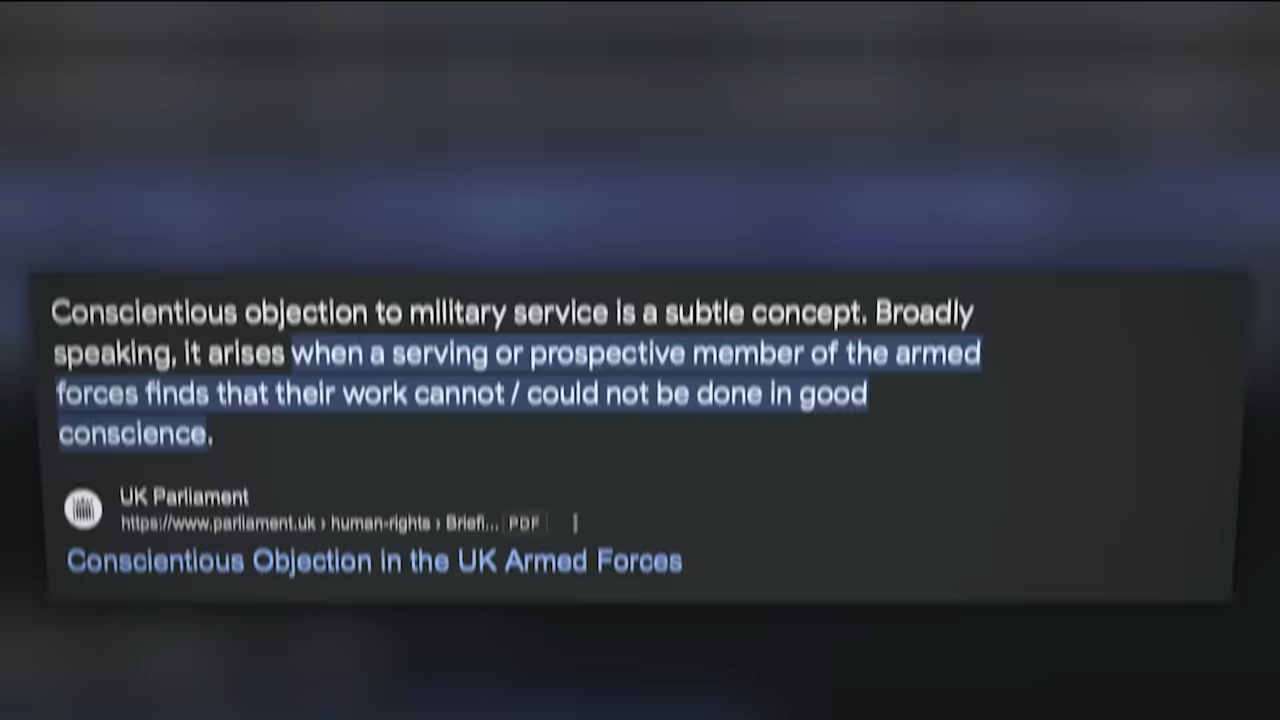 Conscientious objection to military service is a subtle concept. Broadly
speaking, it arises when a serving or prospective member of the armed
forces finds that their work cannot / could not be done in good
conscience.
UK Parliament
https://www.parliament.uk › human-rights › Briefi... PDF
Conscientious Objection in the UK Armed Forces